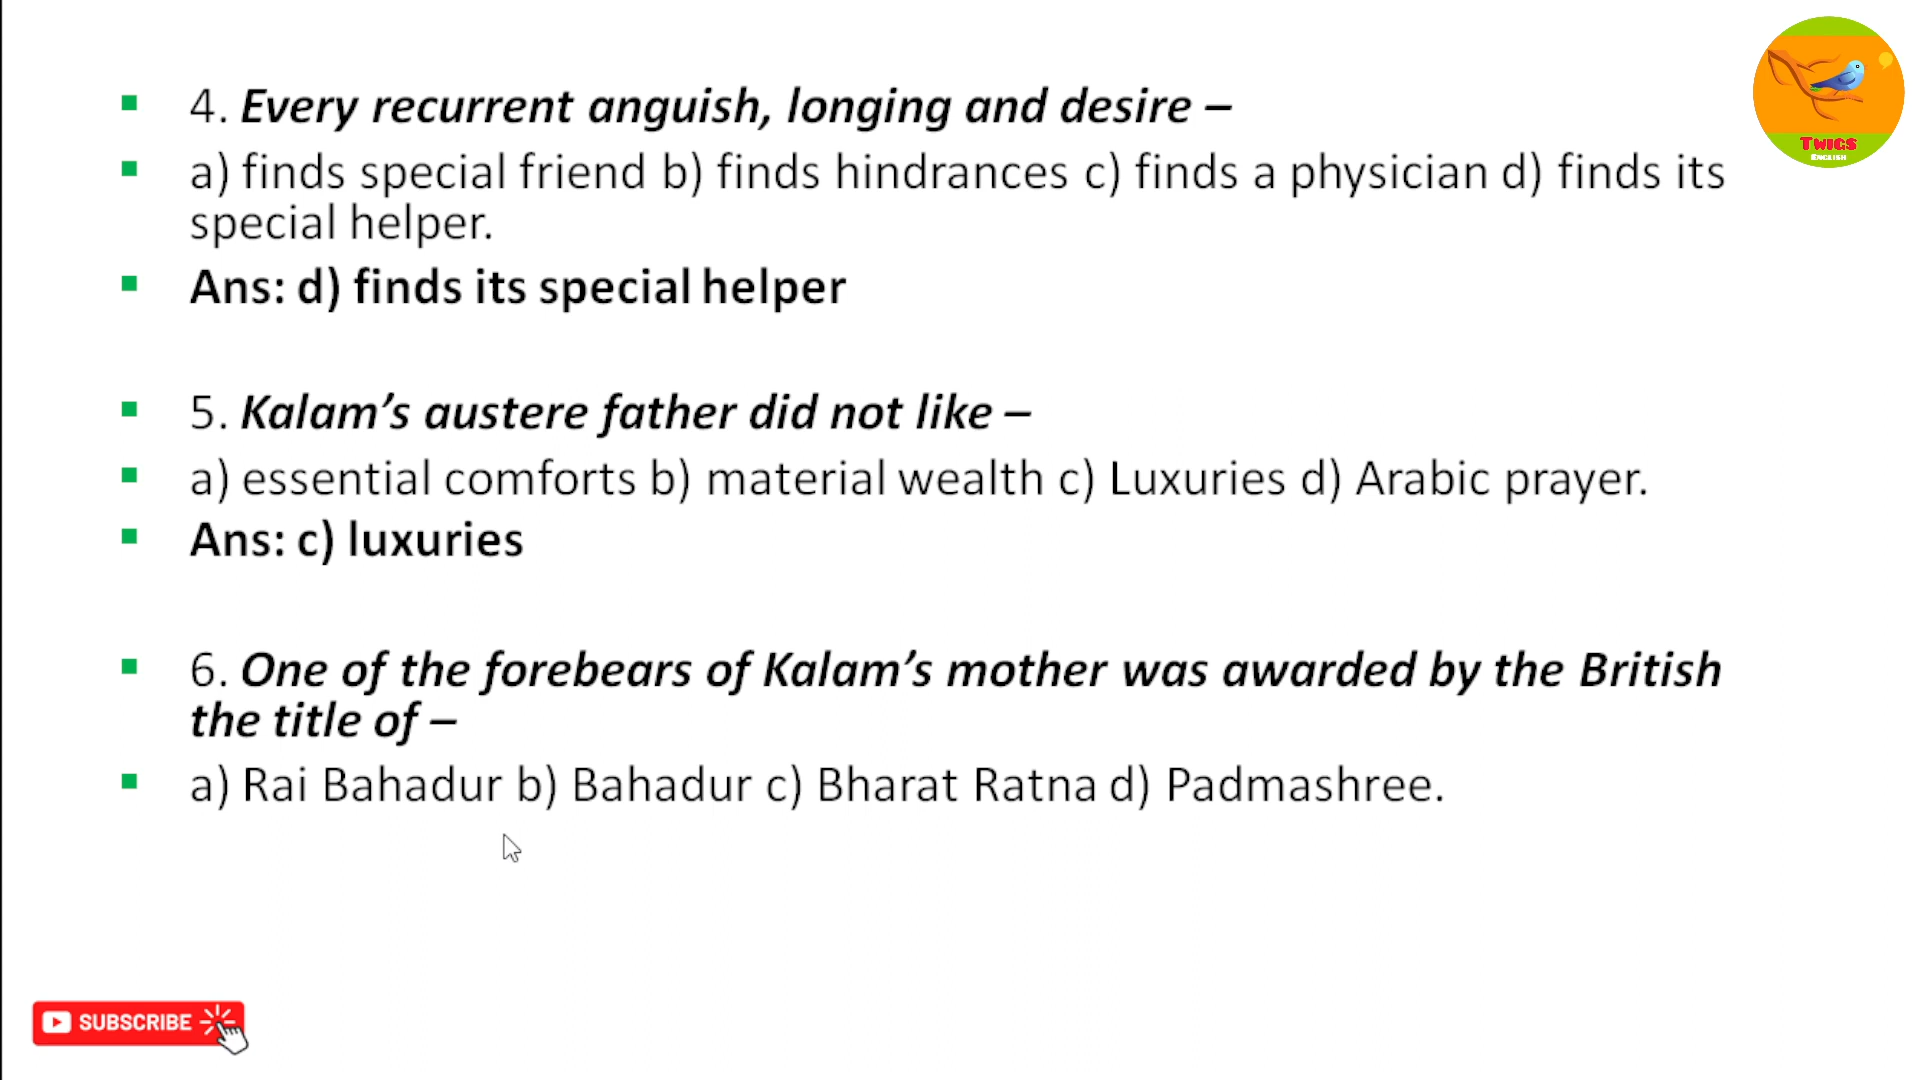 4. Every recurrent anguish, longing and desire –
a) finds special friend b) finds hindrances c) finds a physician d) finds its
special helper.
Ans: d) finds its special helper
5. Kalam's austere father did not like –
a) essential comforts b) material wealth c) Luxuries d) Arabic prayer.
Ans: c) luxuries
6. One of the forebears of Kalam's mother was awarded by the British
the title of –
a) Rai Bahadur b) Bahadur c) Bharat Ratna d) Padmashree.
TWIGS
ENGLISH
SUBSCRIBE